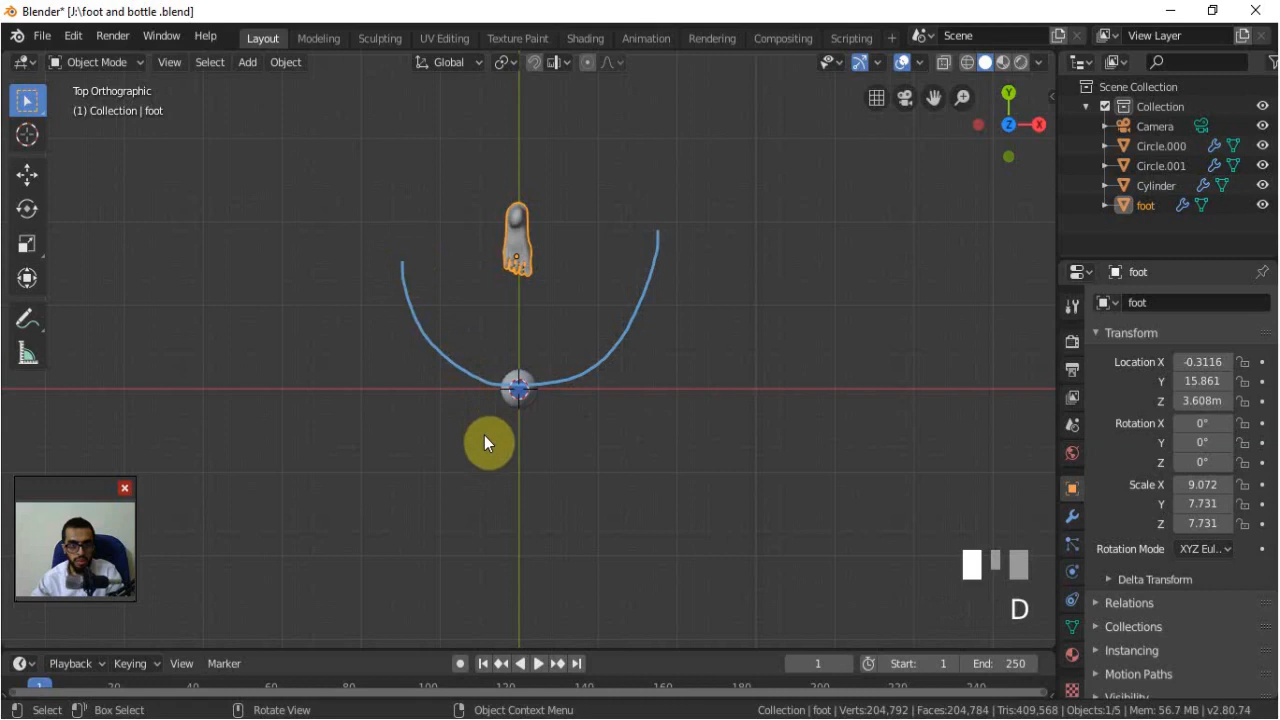 Blender* [J:\foot and bottle .blend]
File Edit Render Window Help Layout Modeling Sculpting UV Editing Texture Paint Shading Animation Rendering Compositing Scripting + Scene View Layer
Object Mode View Select Add Object Global
Top Orthographic
(1) Collection | foot
Y
Z
X
Scene Collection
Collection
Camera
Circle.000
Circle.001
Cylinder
foot
foot
foot
Transform
Location X -0.3116
Y 15.861
Z 3.608m
Rotation X 0°
Y 0°
Z 0°
Scale X 9.072
Y 7.731
Z 7.731
Rotation Mode XYZ Eul..
Delta Transform
Relations
Collections
Instancing
Motion Paths
Visibility
D
Playback Keying View Marker 1 Start: 1 End: 250
1 20 80 120 160 200 240
Select Box Select Rotate View Object Context Menu Collection | foot | Verts:204,792 | Faces:204,784 | Tris:409,568 | Objects:1/5 | Mem: 56.7 MB | v2.80.74